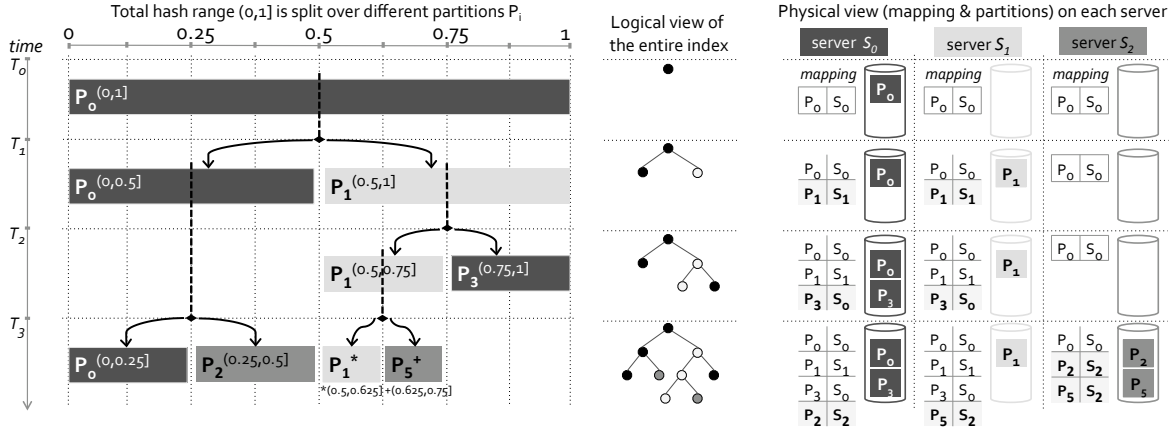 Total hash range (0,1] is split over different partitions Pi
0 0.25 0.5 0.75 1
time
T0
P0(0,1]
T1
P0(0,0.5]
P1(0.5,1]
T2
P1(0.5,0.75]
P3(0.75,1]
T3
P0(0,0.25]
P2(0.25,0.5]
P1*
P5+
*(0.5,0.625]
+(0.625,0.75]
Logical view of
the entire index
Physical view (mapping & partitions) on each server
server S0
server S1
server S2
mapping
mapping
mapping
P0 S0
P0
P0 S0
P0 S0
P0 S0
P1 S1
P0
P0 S0
P1 S1
P1
P0 S0
P0 S0
P1 S1
P3 S0
P0
P3
P0 S0
P1 S1
P3 S0
P1
P0 S0
P0 S0
P1 S1
P3 S0
P2 S2
P0
P3
P0 S0
P1 S1
P3 S0
P5 S2
P1
P0 S0
P2 S2
P5 S2
P2
P5